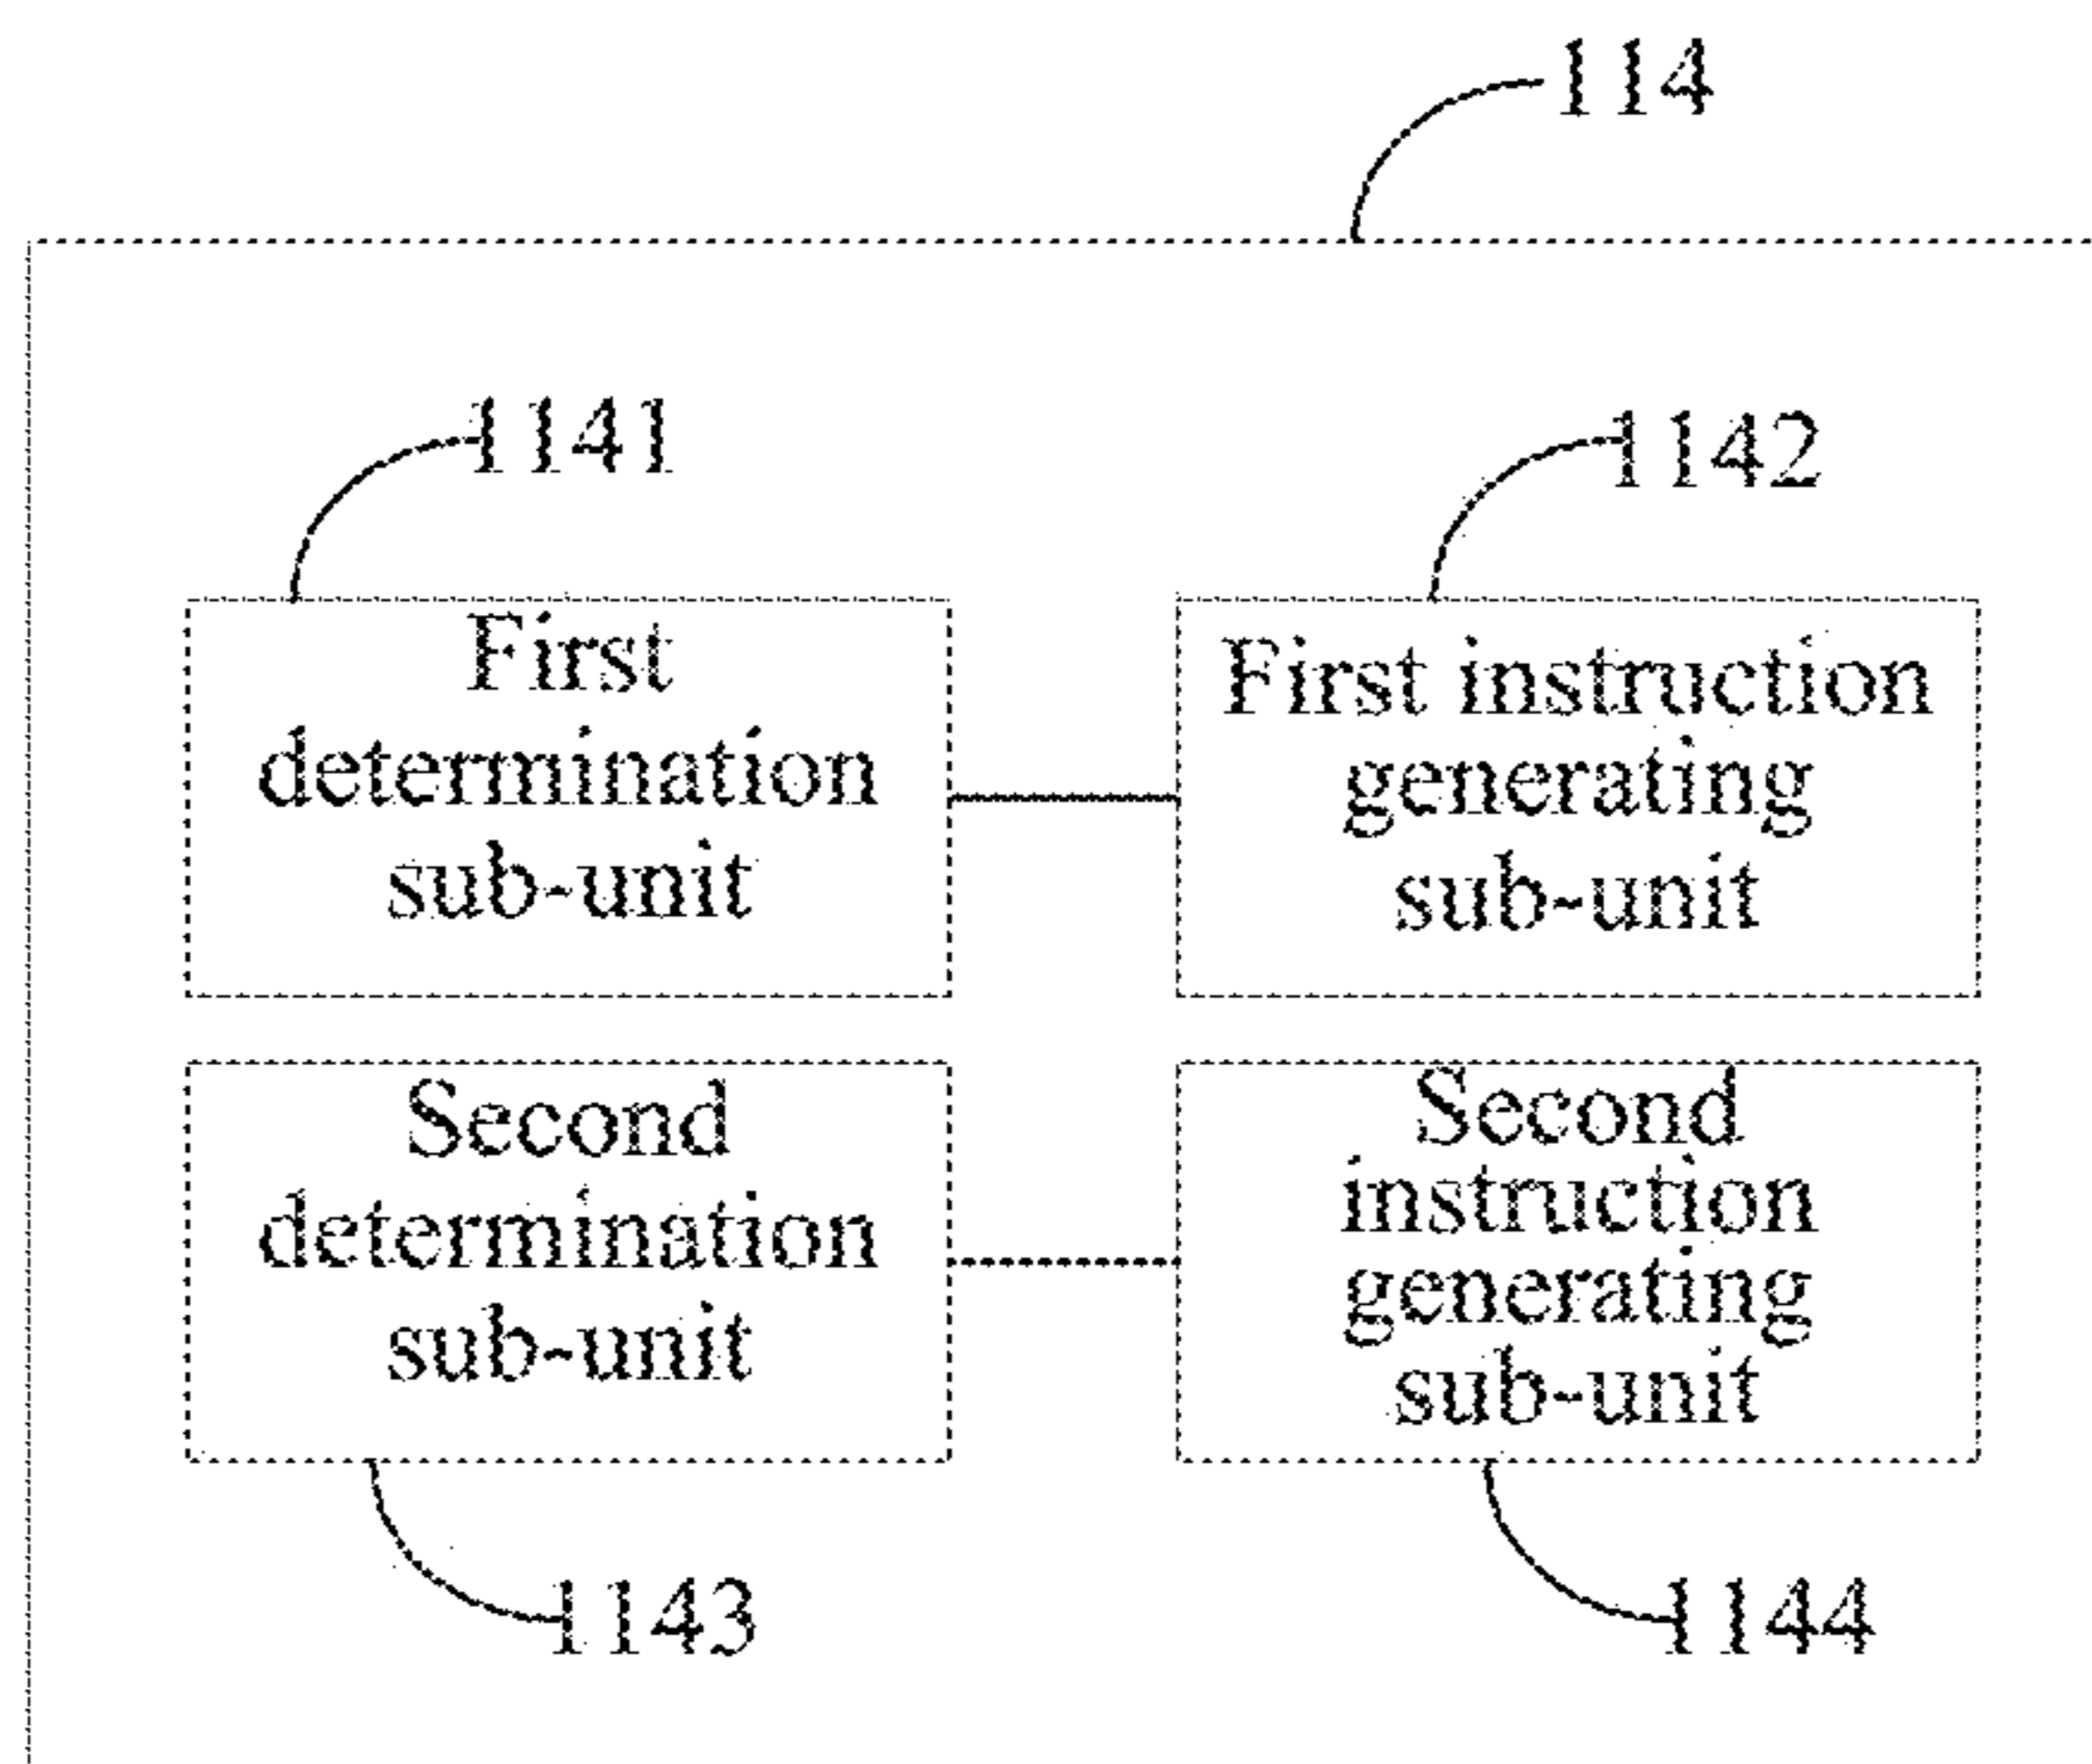 114
1141
1142
First
determination
sub-unit
First instruction
generating
sub-unit
Second
determination
sub-unit
Second
instruction
generating
sub-unit
1143
1144